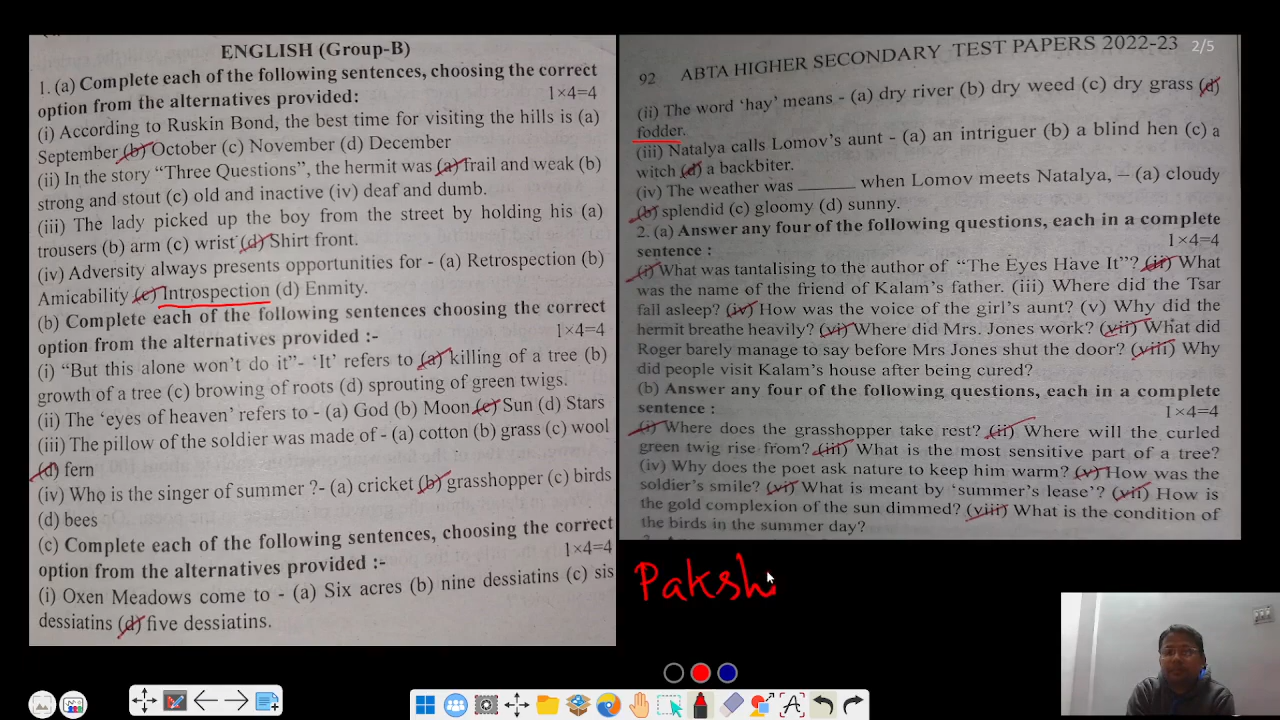 ENGLISH (Group-B)
1. (a) Complete each of the following sentences, choosing the correct
option from the alternatives provided: 1×4=4
(i) According to Ruskin Bond, the best time for visiting the hills is (a)
September (b) October (c) November (d) December
(ii) In the story “Three Questions”, the hermit was (a) frail and weak (b)
strong and stout (c) old and inactive (iv) deaf and dumb.
(iii) The lady picked up the boy from the street by holding his (a)
trousers (b) arm (c) wrist (d) Shirt front.
(iv) Adversity always presents opportunities for - (a) Retrospection (b)
Amicability (c) Introspection (d) Enmity.
(b) Complete each of the following sentences choosing the correct
option from the alternatives provided :- 1×4=4
(i) “But this alone won’t do it”- ‘It’ refers to (a) killing of a tree (b)
growth of a tree (c) browing of roots (d) sprouting of green twigs.
(ii) The ‘eyes of heaven’ refers to - (a) God (b) Moon (c) Sun (d) Stars
(iii) The pillow of the soldier was made of - (a) cotton (b) grass (c) wool
(d) fern
(iv) Who is the singer of summer ?- (a) cricket (b) grasshopper (c) birds
(d) bees
(c) Complete each of the following sentences, choosing the correct
option from the alternatives provided :- 1×4=4
(i) Oxen Meadows come to - (a) Six acres (b) nine dessiatins (c) sis
dessiatins (d) five dessiatins.
92 ABTA HIGHER SECONDARY TEST PAPERS 2022-23 2/5
(ii) The word ‘hay’ means - (a) dry river (b) dry weed (c) dry grass (d)
fodder.
(iii) Natalya calls Lomov’s aunt - (a) an intriguer (b) a blind hen (c) a
witch (d) a backbiter.
(iv) The weather was ______ when Lomov meets Natalya, – (a) cloudy
(b) splendid (c) gloomy (d) sunny.
2. (a) Answer any four of the following questions, each in a complete
sentence : 1×4=4
(i) What was tantalising to the author of “The Eyes Have It”? (ii) What
was the name of the friend of Kalam’s father. (iii) Where did the Tsar
fall asleep? (iv) How was the voice of the girl’s aunt? (v) Why did the
hermit breathe heavily? (vi) Where did Mrs. Jones work? (vii) What did
Roger barely manage to say before Mrs Jones shut the door? (viii) Why
did people visit Kalam’s house after being cured?
(b) Answer any four of the following questions, each in a complete
sentence : 1×4=4
(i) Where does the grasshopper take rest? (ii) Where will the curled
green twig rise from? (iii) What is the most sensitive part of a tree?
(iv) Why does the poet ask nature to keep him warm? (v) How was the
soldier’s smile? (vi) What is meant by ‘summer’s lease’? (vii) How is
the gold complexion of the sun dimmed? (viii) What is the condition of
the birds in the summer day?
Paksh